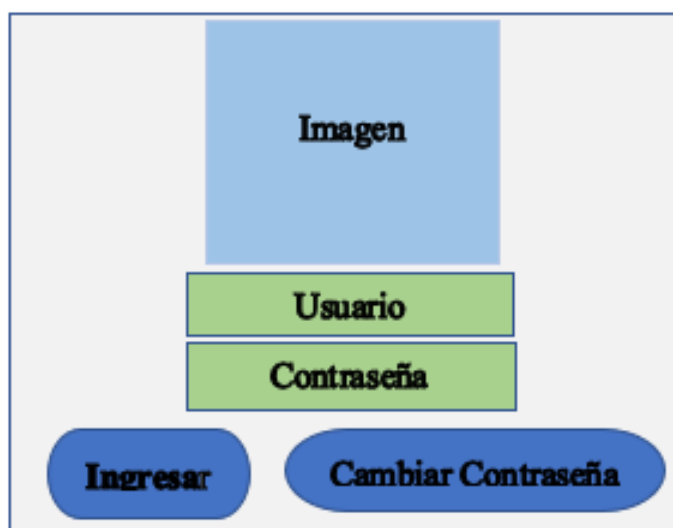 Imagen
Usuario
Contraseña
Ingresar
Cambiar Contraseña